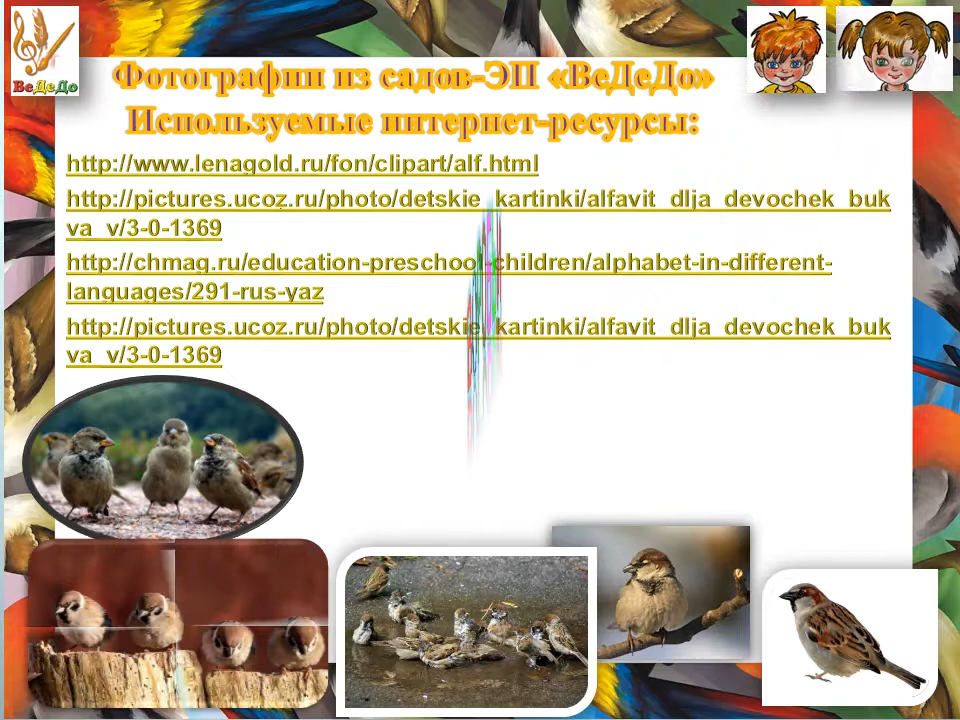 ВеДеДо
Фотографии из садов-ЭП «ВеДеДо»
Используемые интернет-ресурсы:
http://www.lenagold.ru/fon/clipart/alf.html
http://pictures.ucoz.ru/photo/detskie_kartinki/alfavit_dlja_devochek_buk
va_v/3-0-1369
http://chmag.ru/education-preschool-children/alphabet-in-different-
languages/291-rus-yaz
http://pictures.ucoz.ru/photo/detskie_kartinki/alfavit_dlja_devochek_buk
va_v/3-0-1369